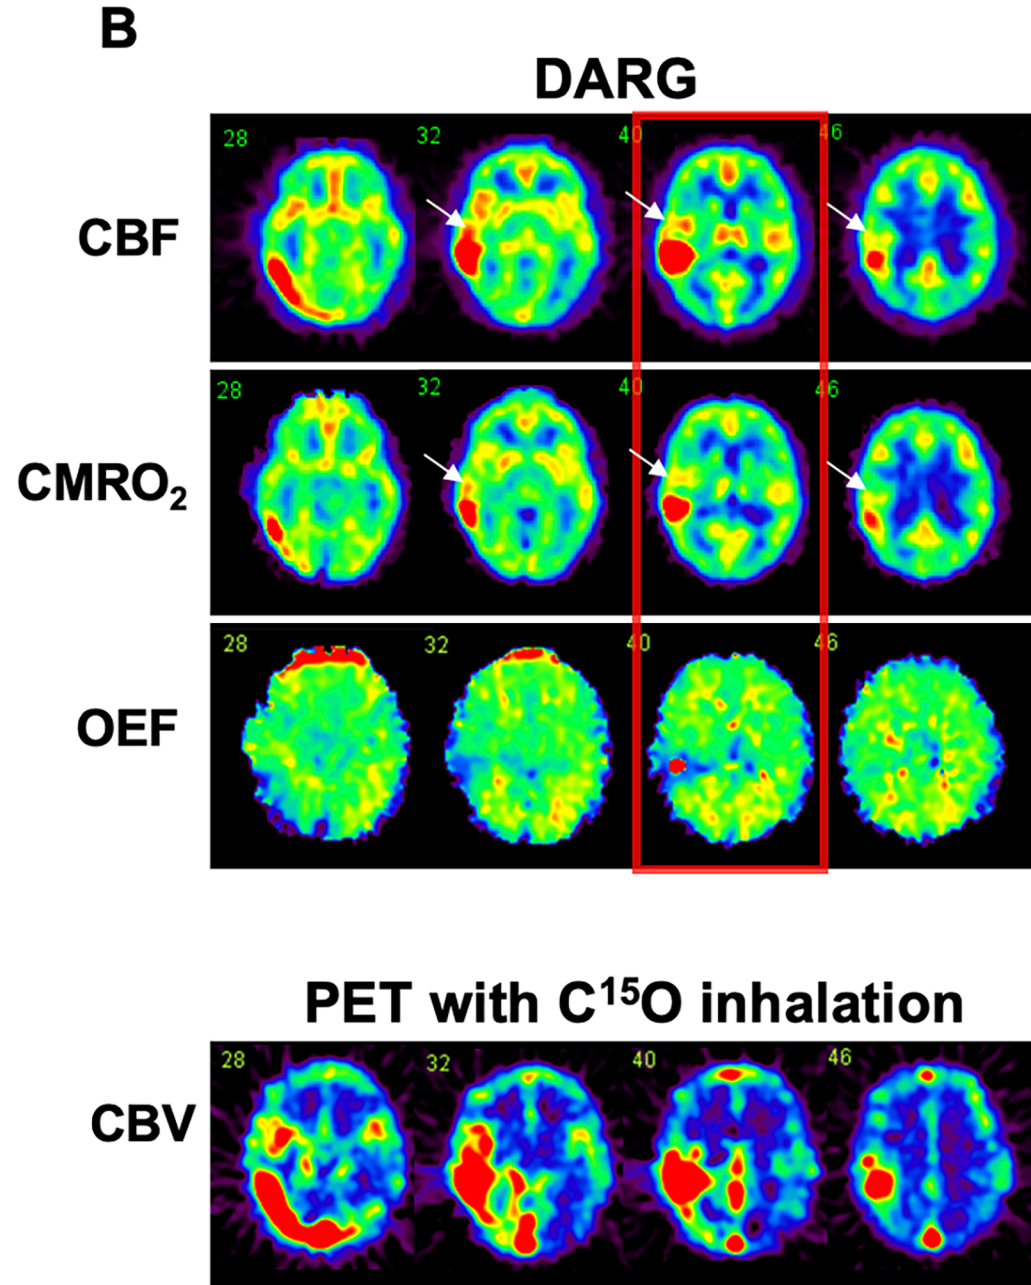 B
DARG
CBF
28 32 40 46
CMRO₂
28 32 40 46
OEF
28 32 40 46
PET with C¹⁵O inhalation
CBV
28 32 40 46